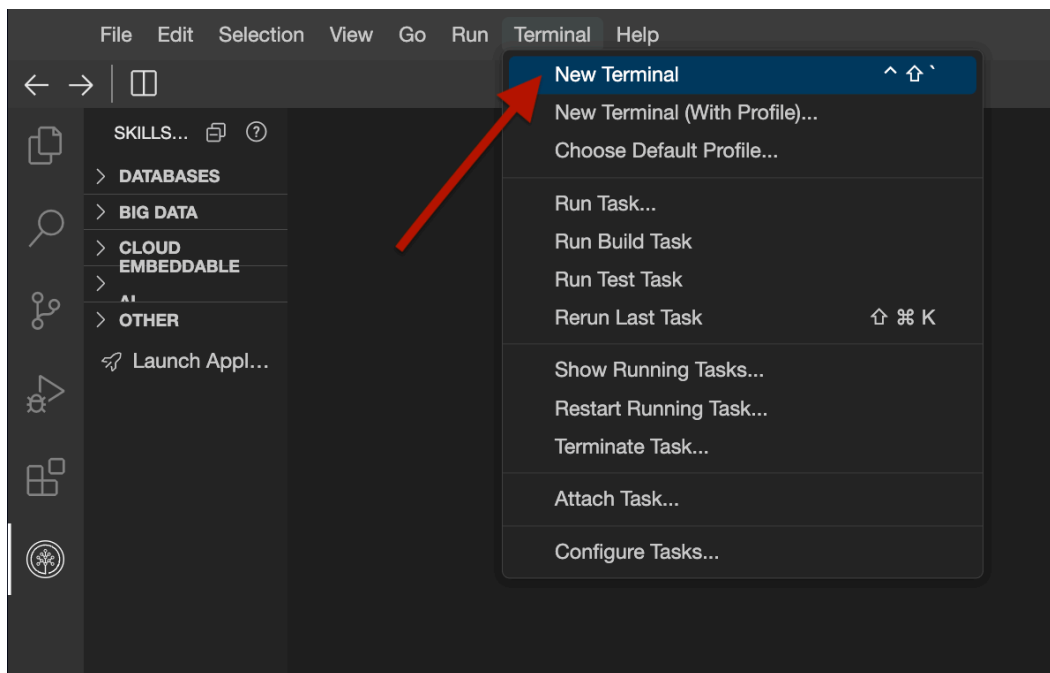 File Edit Selection View Go Run Terminal Help
SKILLS...
DATABASES
BIG DATA
CLOUD
EMBEDDABLE
AI
OTHER
Launch Appl...
New Terminal ^⇧`
New Terminal (With Profile)...
Choose Default Profile...
Run Task...
Run Build Task
Run Test Task
Rerun Last Task ⇧⌘K
Show Running Tasks...
Restart Running Task...
Terminate Task...
Attach Task...
Configure Tasks...